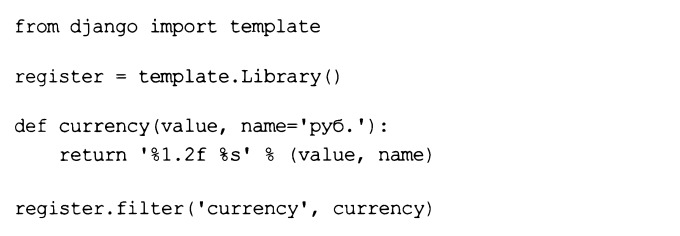 from django import template
register = template.Library()
def currency(value, name='руб.'):
    return '%1.2f %s' % (value, name)
register.filter('currency', currency)